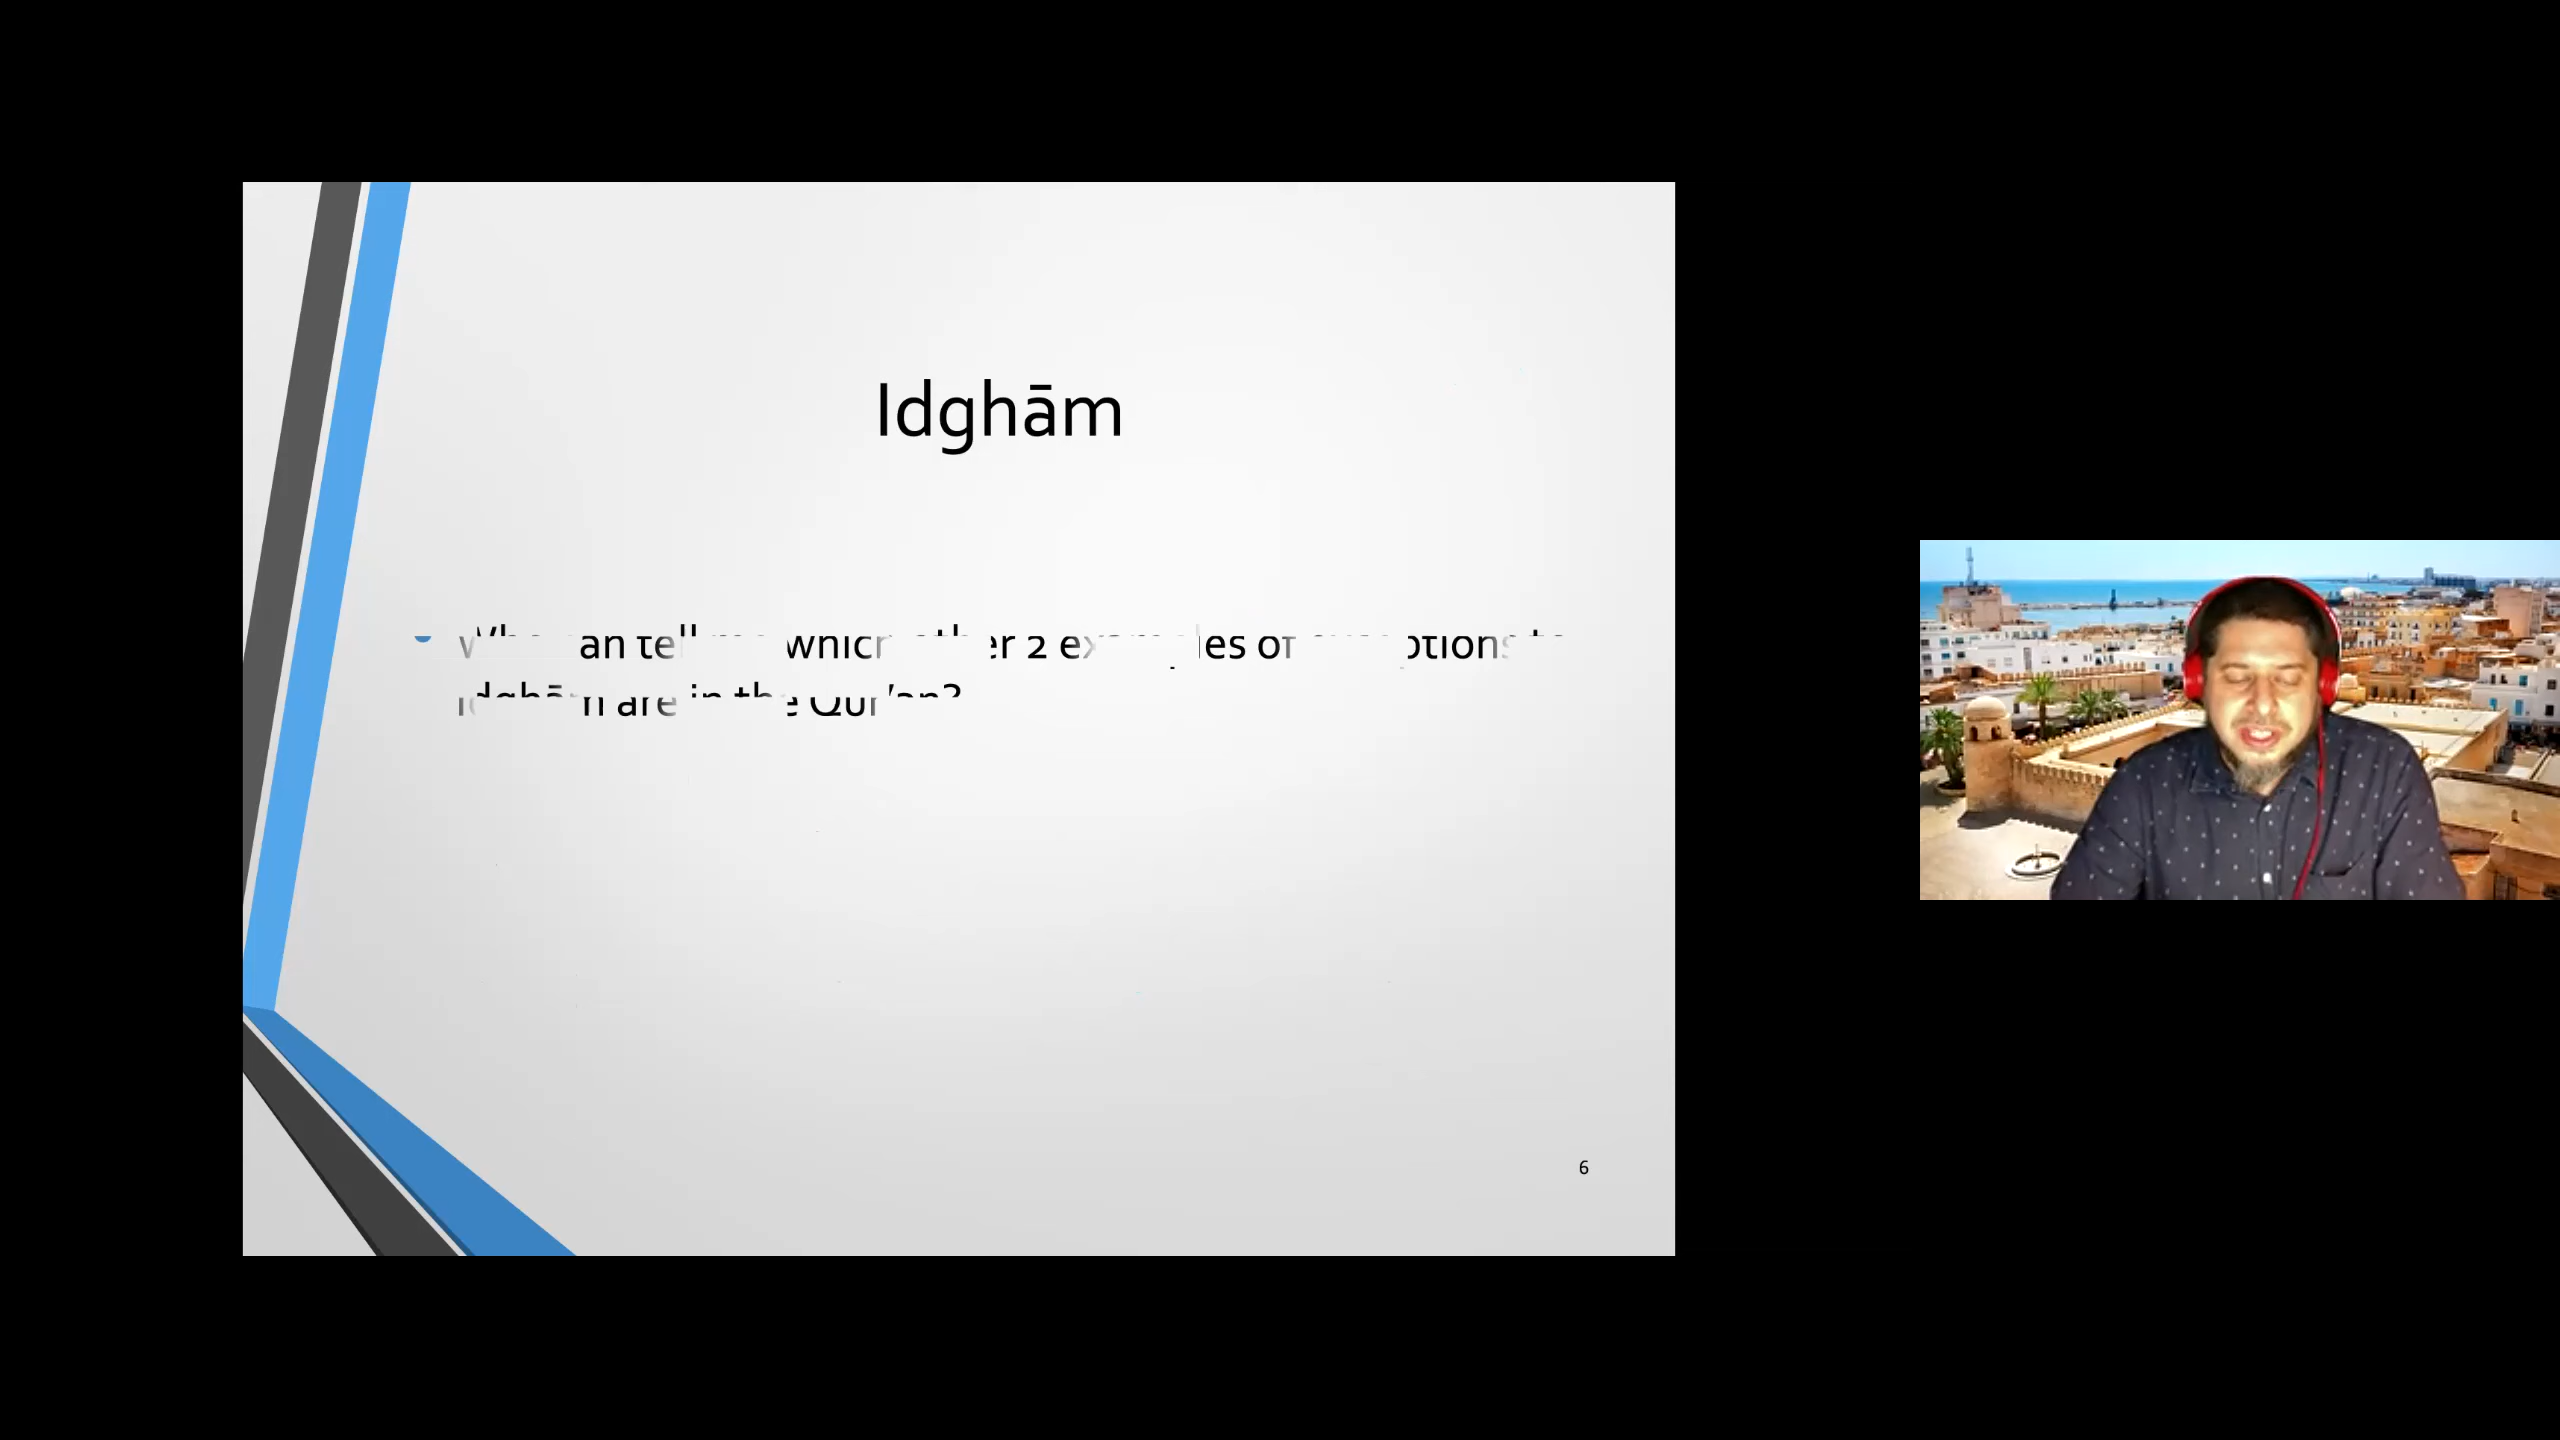 Idghām
Who can tell me which other 2 examples of exceptions to
Idghām are in the Qur'an?
6